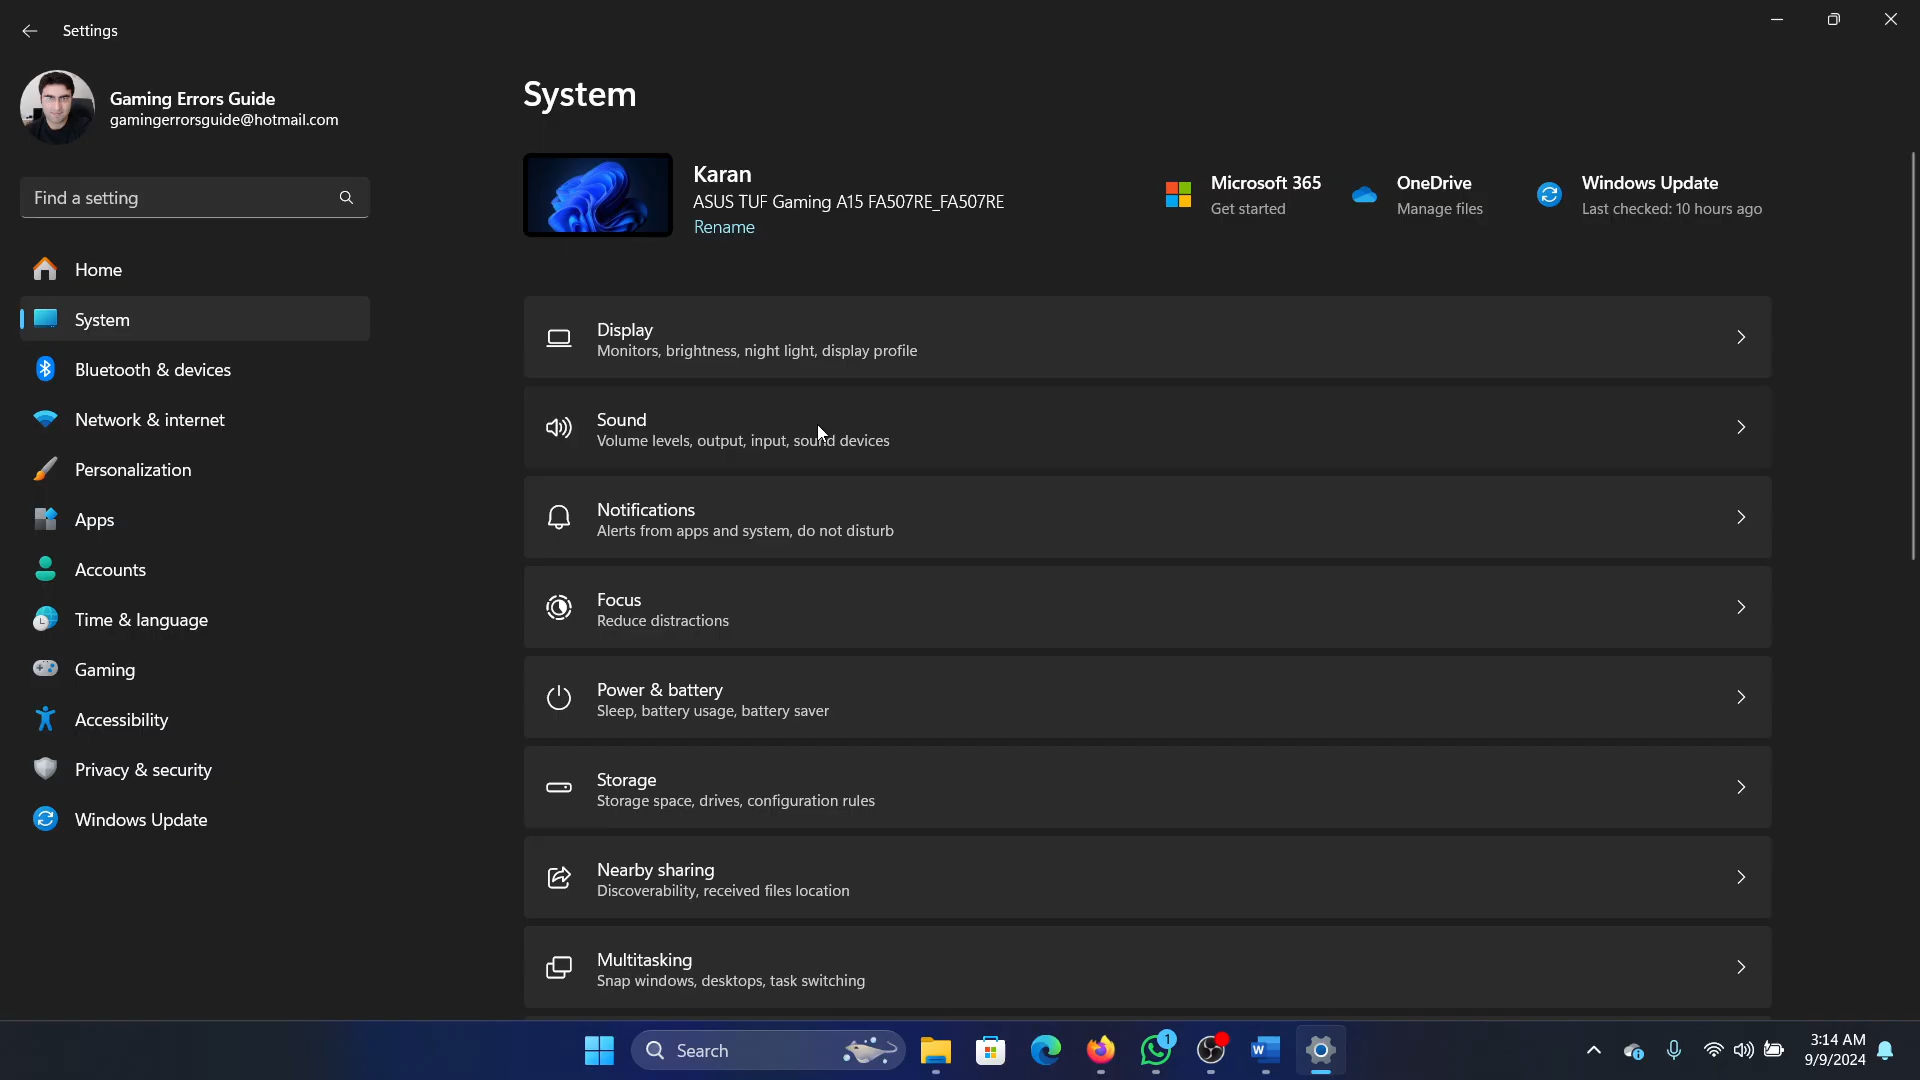 Settings
Gaming Errors Guide
gamingerrorsguide@hotmail.com
Find a setting
Home
System
Bluetooth & devices
Network & internet
Personalization
Apps
Accounts
Time & language
Gaming
Accessibility
Privacy & security
Windows Update
System
Karan
ASUS TUF Gaming A15 FA507RE_FA507RE
Rename
Microsoft 365
Get started
OneDrive
Manage files
Windows Update
Last checked: 10 hours ago
Display
Monitors, brightness, night light, display profile
Sound
Volume levels, output, input, sound devices
Notifications
Alerts from apps and system, do not disturb
Focus
Reduce distractions
Power & battery
Sleep, battery usage, battery saver
Storage
Storage space, drives, configuration rules
Nearby sharing
Discoverability, received files location
Multitasking
Snap windows, desktops, task switching
Search
1
W
3:14 AM
9/9/2024